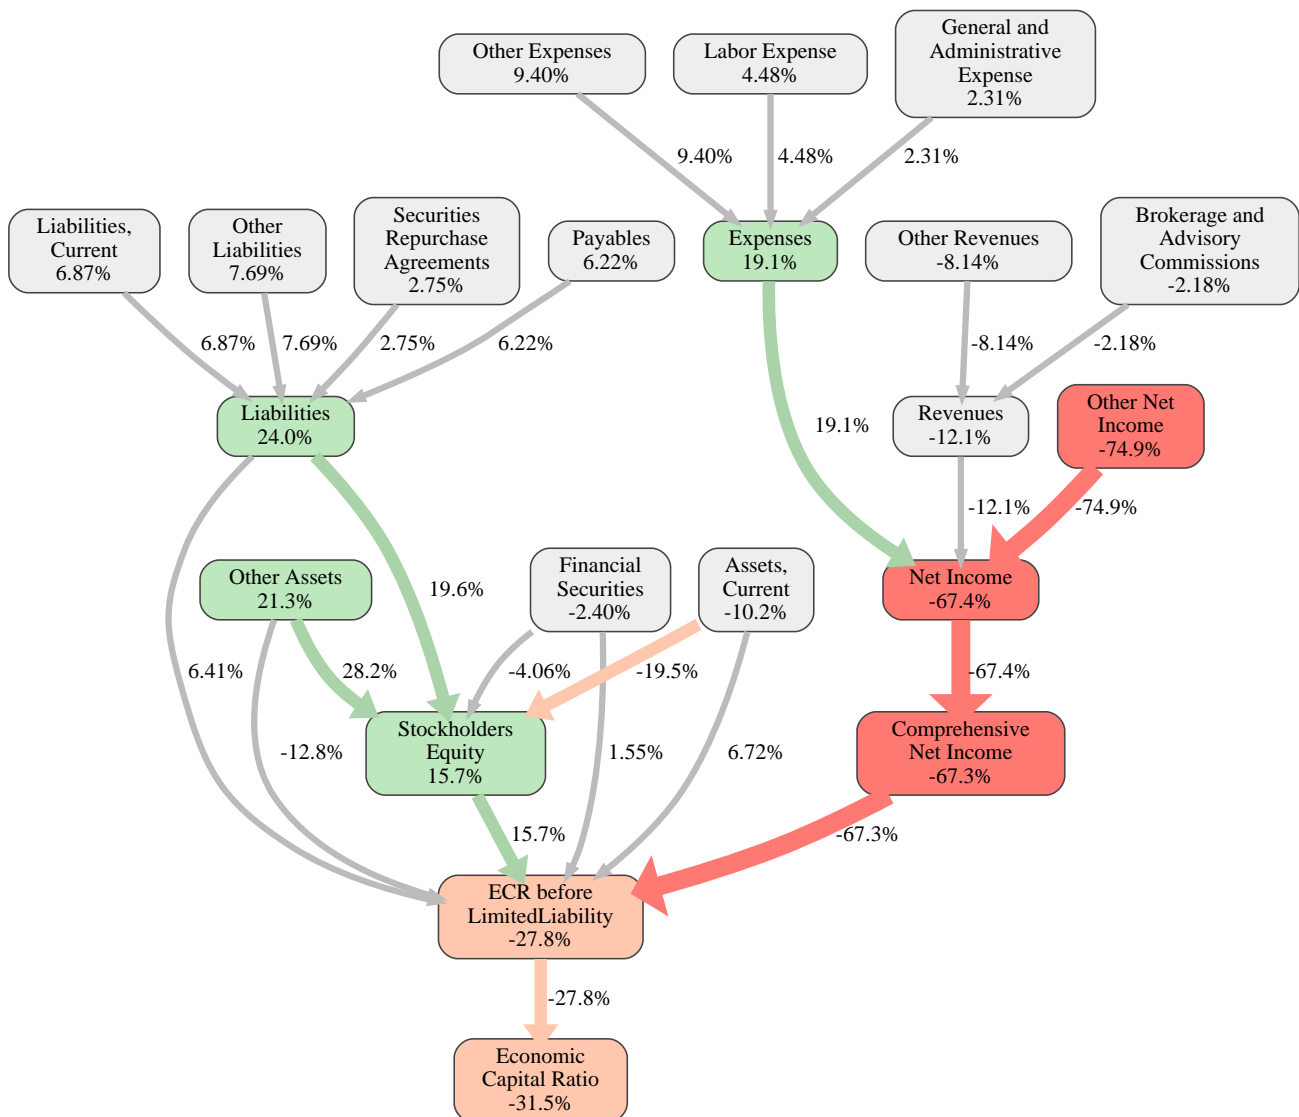 Other Expenses
9.40%
Labor Expense
4.48%
General and
Administrative
Expense
2.31%
9.40%
4.48%
2.31%
Liabilities,
Current
6.87%
Other
Liabilities
7.69%
Securities
Repurchase
Agreements
2.75%
Payables
6.22%
Expenses
19.1%
Other Revenues
-8.14%
Brokerage and
Advisory
Commissions
-2.18%
6.87%
7.69%
2.75%
6.22%
-8.14%
-2.18%
Liabilities
24.0%
19.1%
Revenues
-12.1%
Other Net
Income
-74.9%
-12.1%
-74.9%
Other Assets
21.3%
19.6%
Financial
Securities
-2.40%
Assets,
Current
-10.2%
Net Income
-67.4%
6.41%
28.2%
-4.06%
-19.5%
-67.4%
-12.8%
Stockholders
Equity
15.7%
1.55%
6.72%
Comprehensive
Net Income
-67.3%
15.7%
-67.3%
ECR before
LimitedLiability
-27.8%
-27.8%
Economic
Capital Ratio
-31.5%